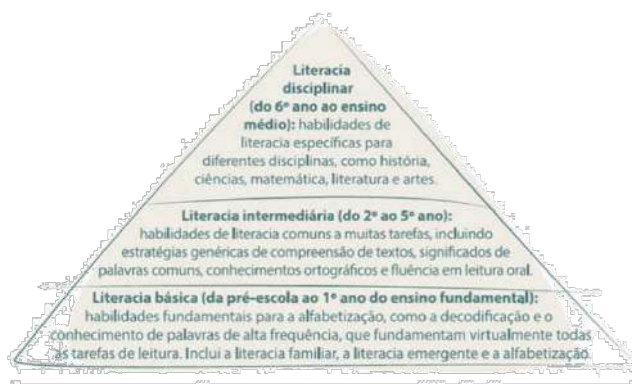 Literacia
disciplinar
(do 6º ano ao ensino
médio): habilidades de
literacia específicas para
diferentes disciplinas, como história,
ciências, matemática, literatura e artes.
Literacia intermediária (do 2º ao 5º ano):
habilidades de literacia comuns a muitas tarefas, incluindo
estratégias genéricas de compreensão de textos, significados de
palavras comuns, conhecimentos ortográficos e fluência em leitura oral.
Literacia básica (da pré-escola ao 1º ano do ensino fundamental):
habilidades fundamentais para a alfabetização, como a decodificação e o
conhecimento de palavras de alta frequência, que fundamentam virtualmente todas
as tarefas de leitura. Inclui a literacia familiar, a literacia emergente e a alfabetização.